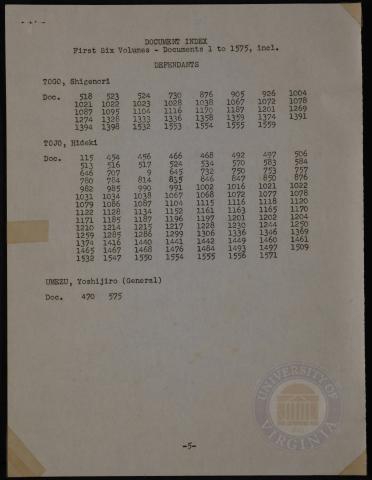 DOCUMENT INDEX
First Six Volumes - Documents 1 to 1575, incl.
DEFENDANTS
TOGO, Shigenori
Doc. 518 523 524 730 876 905 926 1004
1021 1022 1023 1028 1038 1067 1072 1078
1087 1095 1104 1116 1170 1187 1201 1269
1274 1328 1333 1336 1358 1359 1374 1391
1394 1398 1532 1553 1554 1555 1559
TOJO, Hideki
Doc. 115 454 456 466 468 492 497 506
513 516 517 524 534 570 583 584
646 707 9 645 732 750 753 757
780 784 814 835 846 847 850 876
982 985 990 991 1002 1016 1021 1022
1031 1034 1038 1067 1068 1072 1077 1078
1079 1086 1087 1104 1115 1116 1118 1120
1122 1128 1134 1152 1161 1163 1165 1170
1171 1185 1187 1196 1197 1201 1202 1204
1210 1214 1215 1217 1228 1230 1244 1250
1259 1285 1286 1299 1306 1336 1346 1369
1374 1416 1440 1441 1442 1449 1460 1461
1465 1467 1468 1476 1484 1493 1497 1509
1532 1547 1550 1554 1555 1556 1571
UMEZU, Yoshijiro (General)
Doc. 470 575
UNIVERSITY OF VIRGINIA
-5-